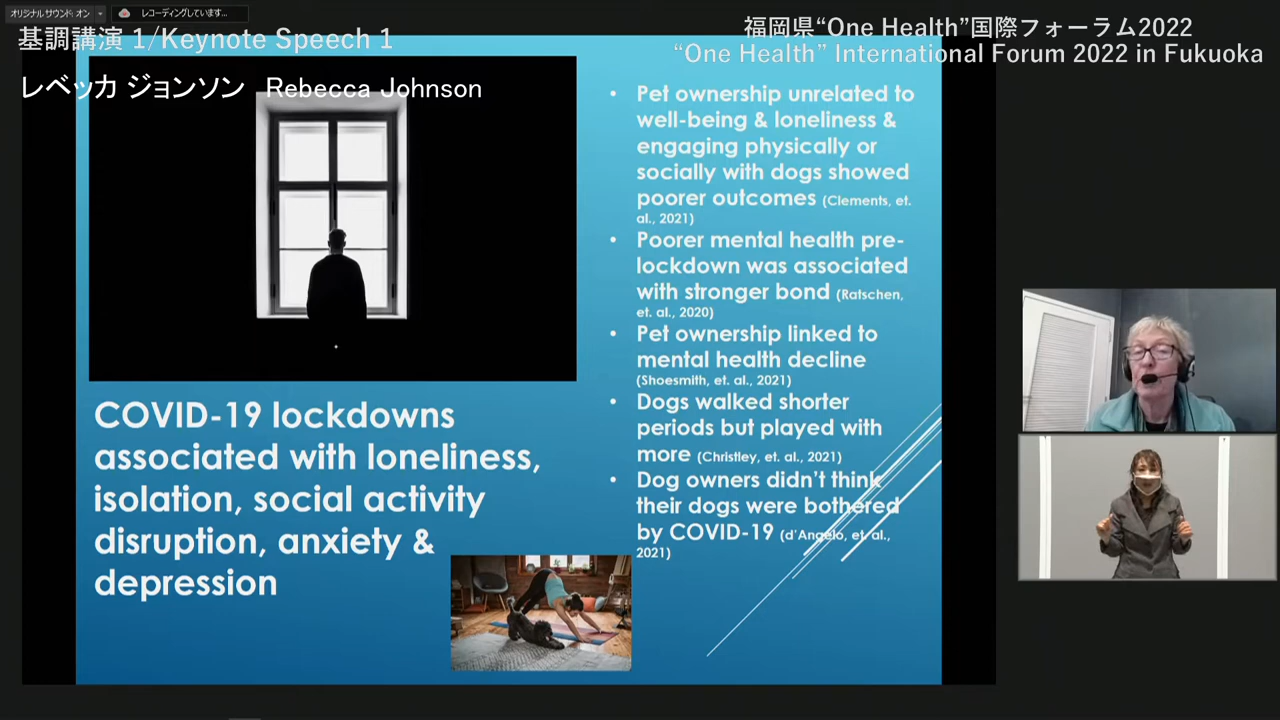 オリジナルサウンド: オン
レコーディングしています...
基調講演 1/Keynote Speech 1
福岡県“One Health”国際フォーラム2022
“One Health” International Forum 2022 in Fukuoka
レベッカ ジョンソン Rebecca Johnson
• Pet ownership unrelated to
well-being & loneliness &
engaging physically or
socially with dogs showed
poorer outcomes (Clements, et.
al., 2021)
• Poorer mental health pre-
lockdown was associated
with stronger bond (Ratschen,
et. al., 2020)
• Pet ownership linked to
mental health decline
(Shoesmith, et. al., 2021)
• Dogs walked shorter
periods but played with
more (Christley, et. al., 2021)
• Dog owners didn’t think
their dogs were bothered
by COVID-19 (d’Angelo, et. al.,
2021)
COVID-19 lockdowns
associated with loneliness,
isolation, social activity
disruption, anxiety &
depression